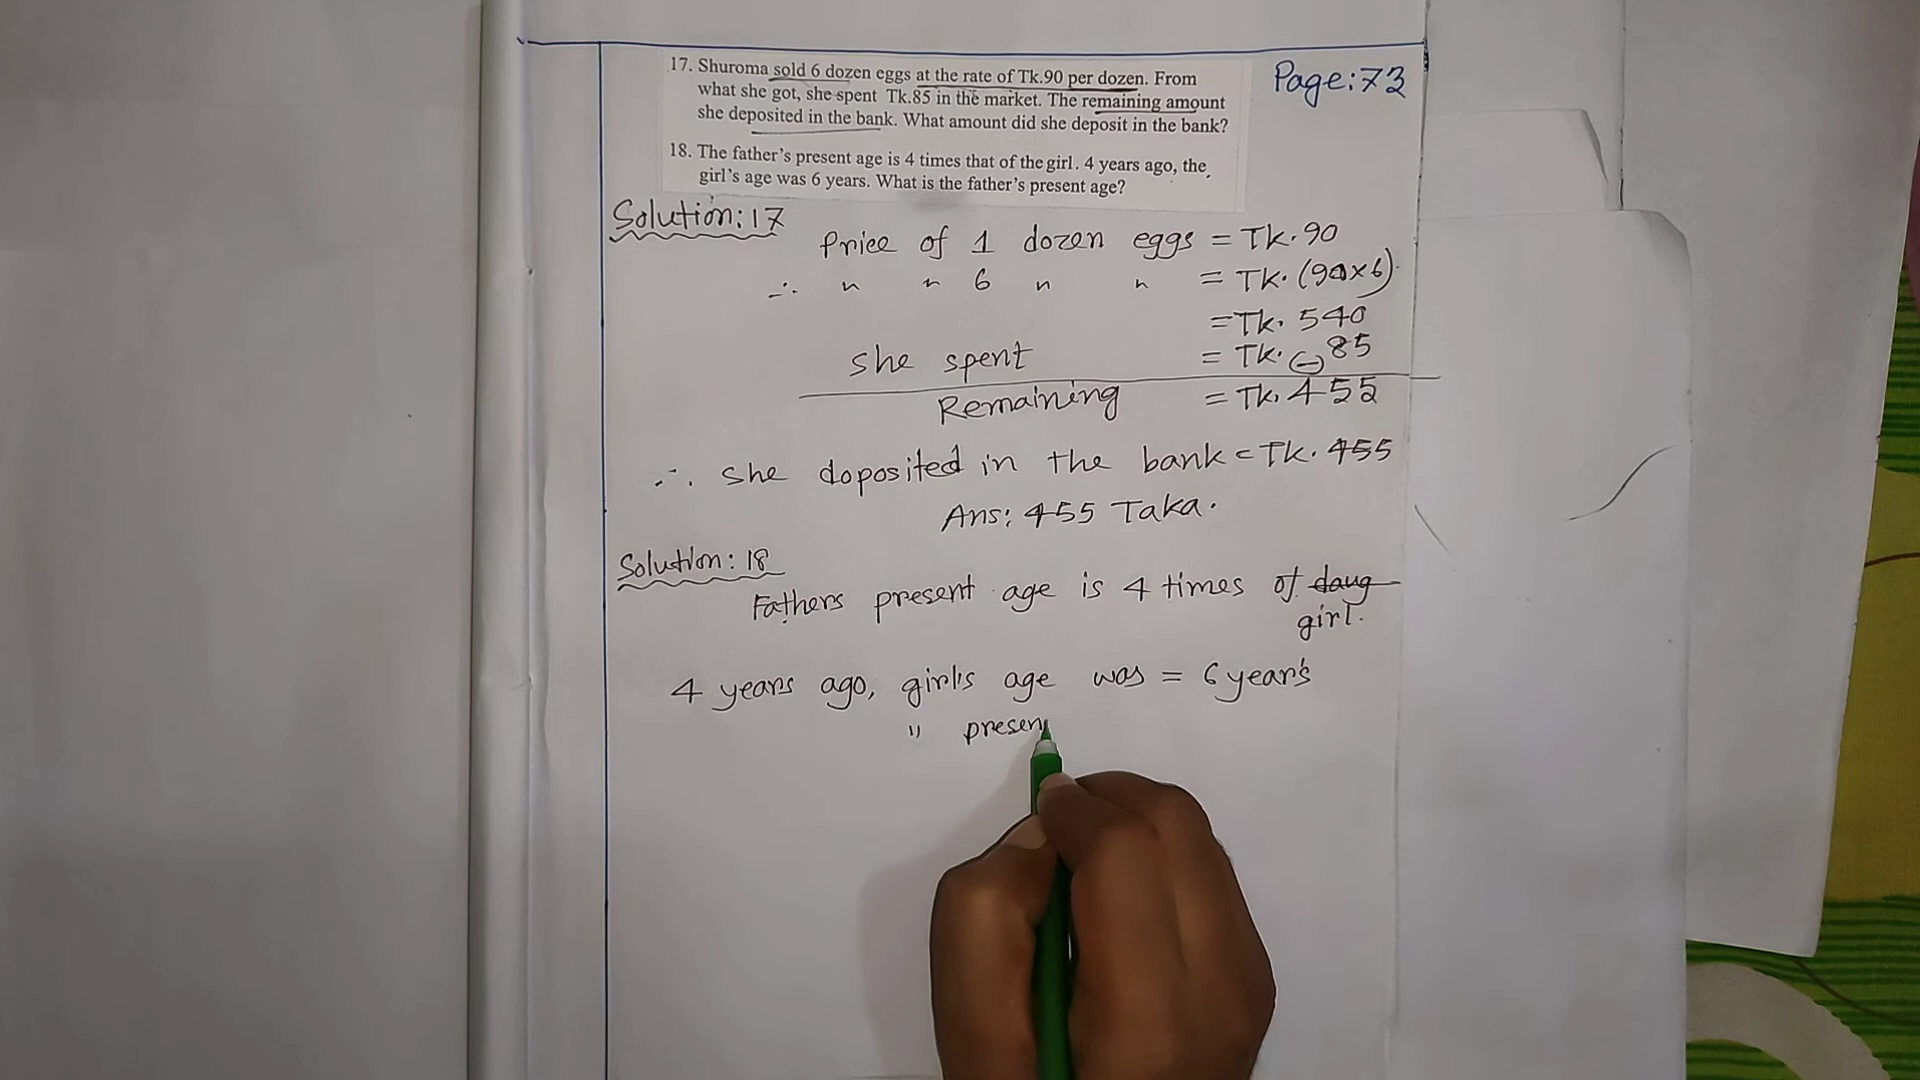 17. Shuroma sold 6 dozen eggs at the rate of Tk.90 per dozen. From
what she got, she spent Tk.85 in the market. The remaining amount
she deposited in the bank. What amount did she deposit in the bank?
Page:73
18. The father's present age is 4 times that of the girl. 4 years ago, the
girl's age was 6 years. What is the father's present age?
Solution:17
Price of 1 dozen eggs = Tk.90
∴ " " 6 " " = Tk. (90×6)
=Tk. 540
She spent = Tk. (-) 85
Remaining = Tk. 455
∴ She doposited in the bank = Tk. 455
Ans: 455 Taka.
Solution: 18
Fathers present age is 4 times of daug
girl.
4 years ago, girl's age was = 6 year's
" presen